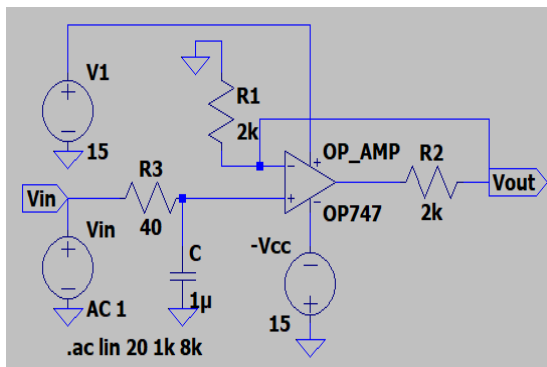 V1
15
R1
2k
OP_AMP
OP747
R2
2k
Vout
Vin
R3
40
Vin
AC 1
C
1µ
-Vcc
15
.ac lin 20 1k 8k